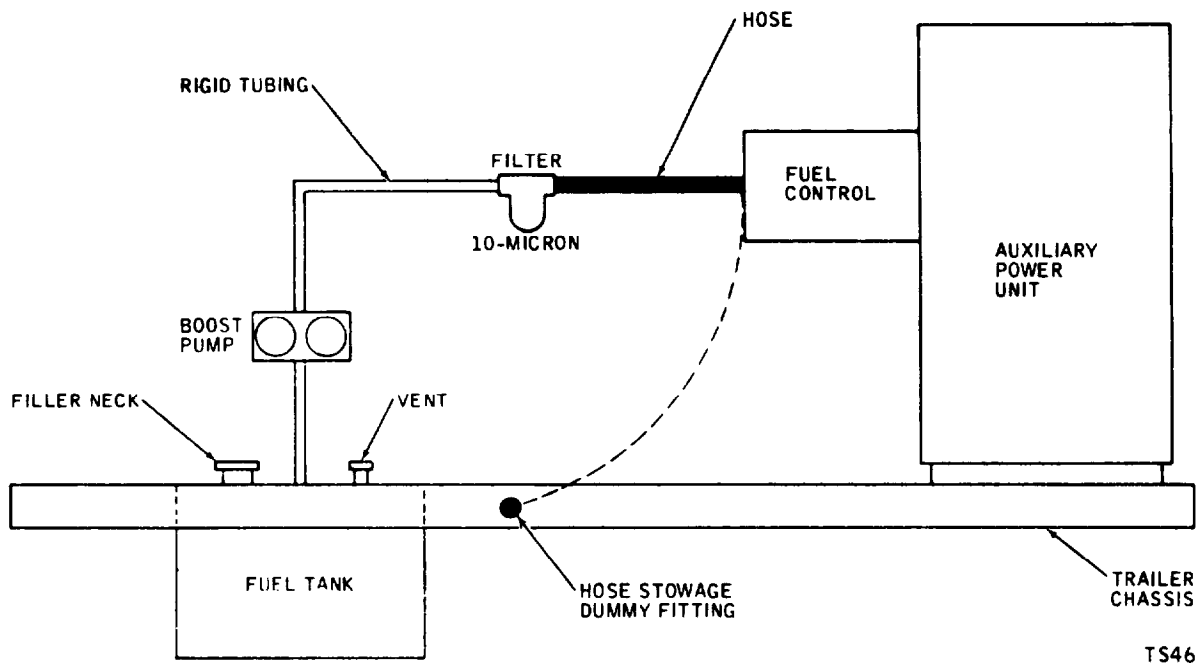 HOSE
RIGID TUBING
FILTER
10-MICRON
FUEL
CONTROL
AUXILIARY
POWER
UNIT
BOOST
PUMP
FILLER NECK
VENT
FUEL TANK
HOSE STOWAGE
DUMMY FITTING
TRAILER
CHASSIS
TS46